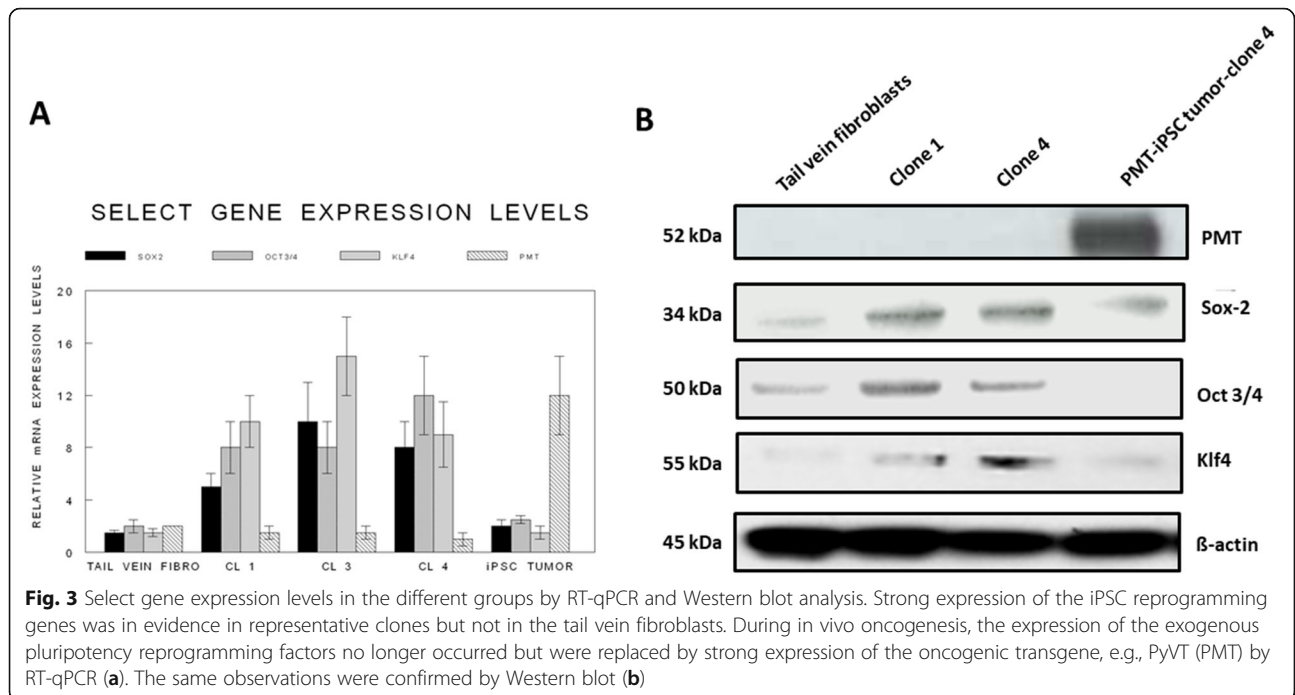 A
SELECT GENE EXPRESSION LEVELS
SOX2 OCT3/4 KLF4 PMT
RELATIVE mRNA EXPRESSION LEVELS
20
16
12
8
4
0
TAIL VEIN FIBRO CL 1 CL 3 CL 4 iPSC TUMOR
B
Tail vein fibroblasts
Clone 1
Clone 4
PMT-iPSC tumor-clone 4
52 kDa PMT
34 kDa Sox-2
50 kDa Oct 3/4
55 kDa Klf4
45 kDa ß-actin
Fig. 3 Select gene expression levels in the different groups by RT-qPCR and Western blot analysis. Strong expression of the iPSC reprogramming
genes was in evidence in representative clones but not in the tail vein fibroblasts. During in vivo oncogenesis, the expression of the exogenous
pluripotency reprogramming factors no longer occurred but were replaced by strong expression of the oncogenic transgene, e.g., PyVT (PMT) by
RT-qPCR (a). The same observations were confirmed by Western blot (b)